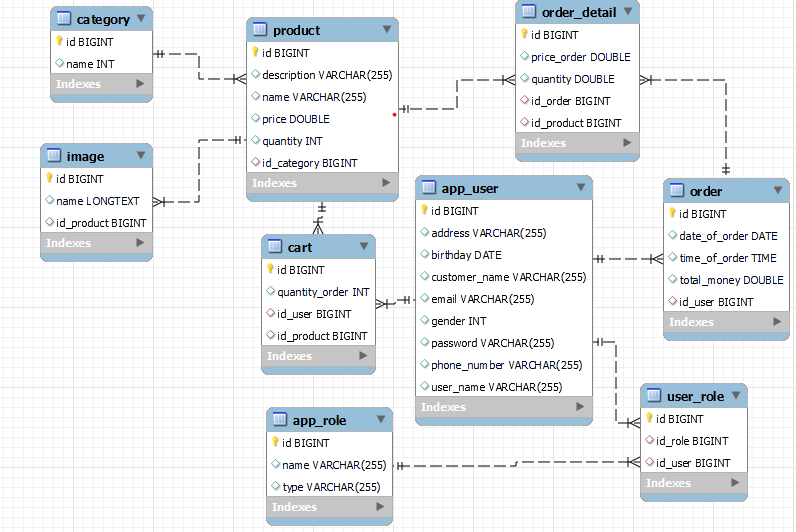 category
id BIGINT
name INT
Indexes
product
id BIGINT
description VARCHAR(255)
name VARCHAR(255)
price DOUBLE
quantity INT
id_category BIGINT
Indexes
order_detail
id BIGINT
price_order DOUBLE
quantity DOUBLE
id_order BIGINT
id_product BIGINT
Indexes
image
id BIGINT
name LONGTEXT
id_product BIGINT
Indexes
app_user
id BIGINT
address VARCHAR(255)
birthday DATE
customer_name VARCHAR(255)
email VARCHAR(255)
gender INT
password VARCHAR(255)
phone_number VARCHAR(255)
user_name VARCHAR(255)
Indexes
order
id BIGINT
date_of_order DATE
time_of_order TIME
total_money DOUBLE
id_user BIGINT
Indexes
cart
id BIGINT
quantity_order INT
id_user BIGINT
id_product BIGINT
Indexes
app_role
id BIGINT
name VARCHAR(255)
type VARCHAR(255)
Indexes
user_role
id BIGINT
id_role BIGINT
id_user BIGINT
Indexes